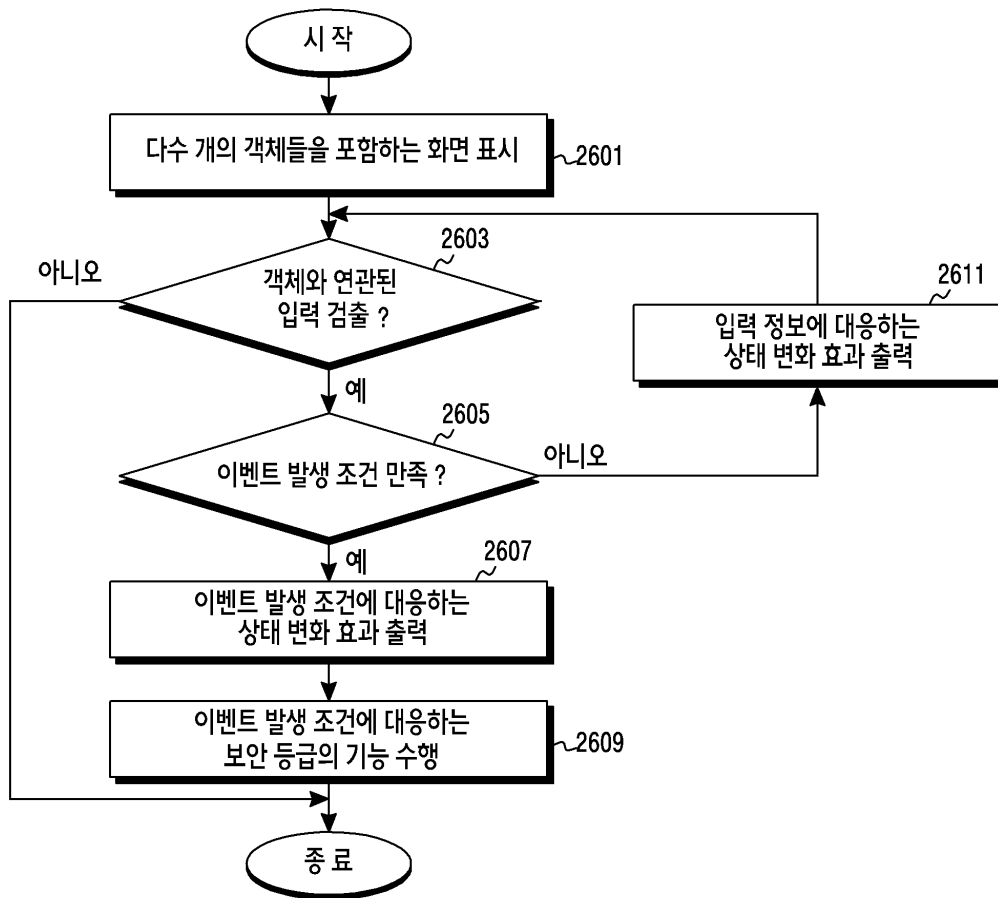 시 작
다수 개의 객체들을 포함하는 화면 표시
2601
2603
아니오
객체와 연관된
입력 검출 ?
2611
입력 정보에 대응하는
상태 변화 효과 출력
예
2605
이벤트 발생 조건 만족 ?
아니오
예
2607
이벤트 발생 조건에 대응하는
상태 변화 효과 출력
이벤트 발생 조건에 대응하는
보안 등급의 기능 수행
2609
종 료